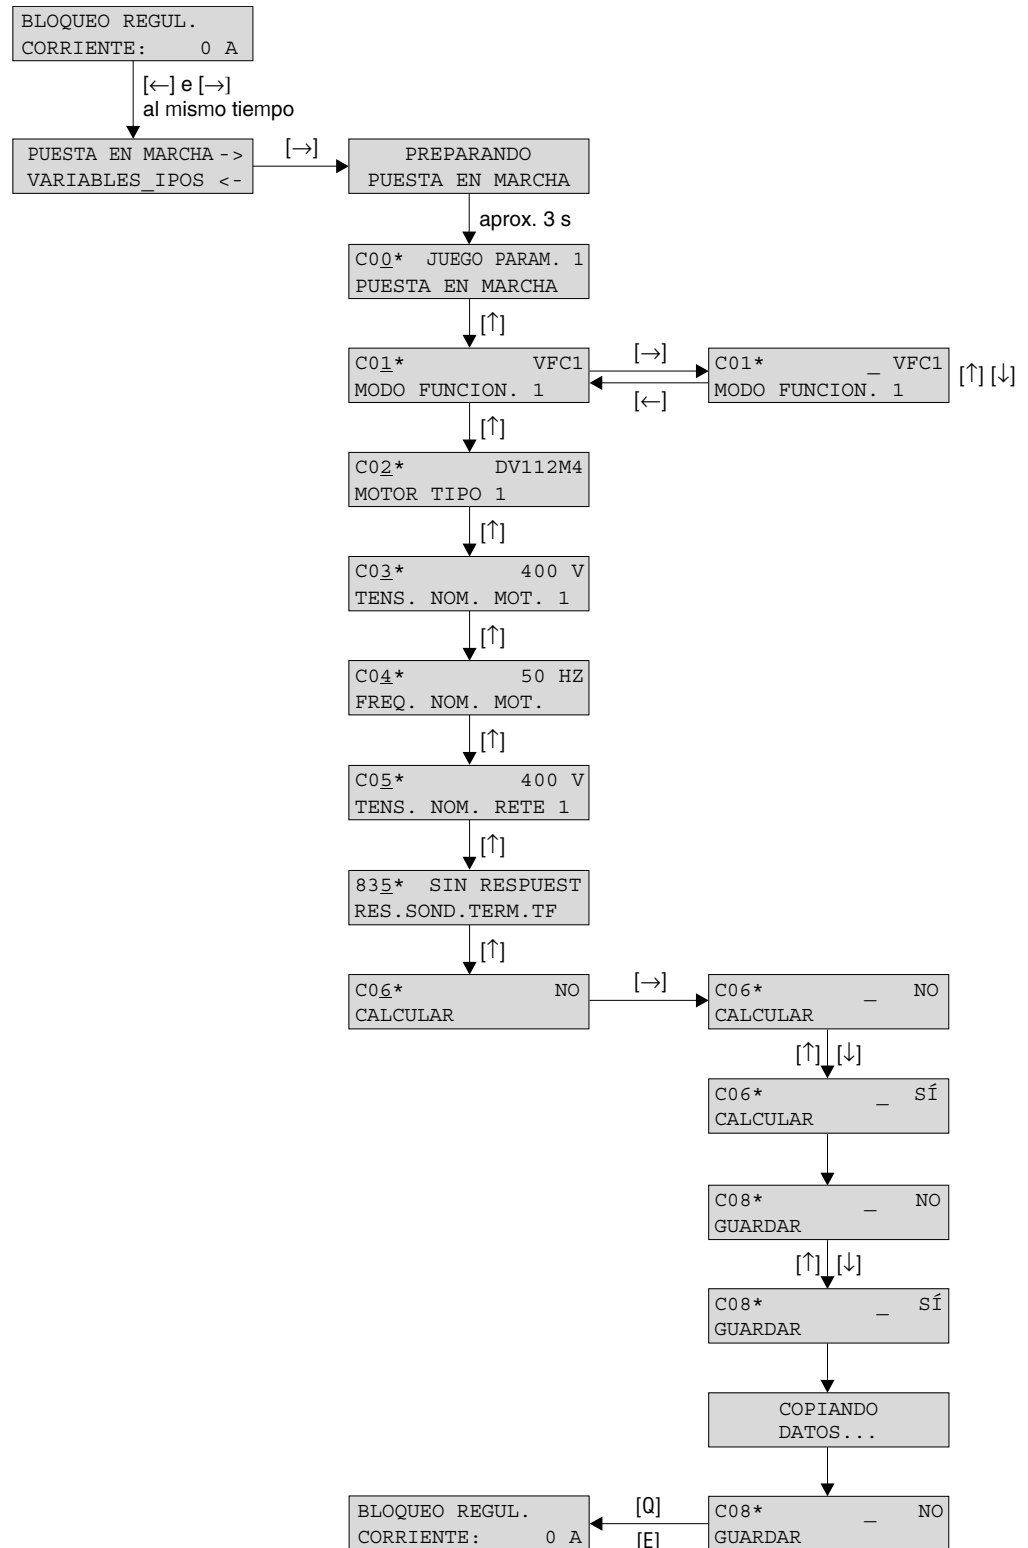 BLOQUEO REGUL.
CORRIENTE: 0 A
[←] e [→]
al mismo tiempo
PUESTA EN MARCHA ->
VARIABLES_IPOS <-
[→]
PREPARANDO
PUESTA EN MARCHA
aprox. 3 s
C00* JUEGO PARAM. 1
PUESTA EN MARCHA
[↑]
C01* VFC1
MODO FUNCION. 1
[→]
[←]
C01* _ VFC1
MODO FUNCION. 1
[↑] [↓]
[↑]
C02* DV112M4
MOTOR TIPO 1
[↑]
C03* 400 V
TENS. NOM. MOT. 1
[↑]
C04* 50 HZ
FREQ. NOM. MOT.
[↑]
C05* 400 V
TENS. NOM. RETE 1
[↑]
835* SIN RESPUEST
RES.SOND.TERM.TF
[↑]
C06* NO
CALCULAR
[→]
C06* _ NO
CALCULAR
[↑] [↓]
C06* _ SÍ
CALCULAR
C08* _ NO
GUARDAR
[↑] [↓]
C08* _ SÍ
GUARDAR
COPIANDO
DATOS...
C08* _ NO
GUARDAR
[Q]
[E]
BLOQUEO REGUL.
CORRIENTE: 0 A